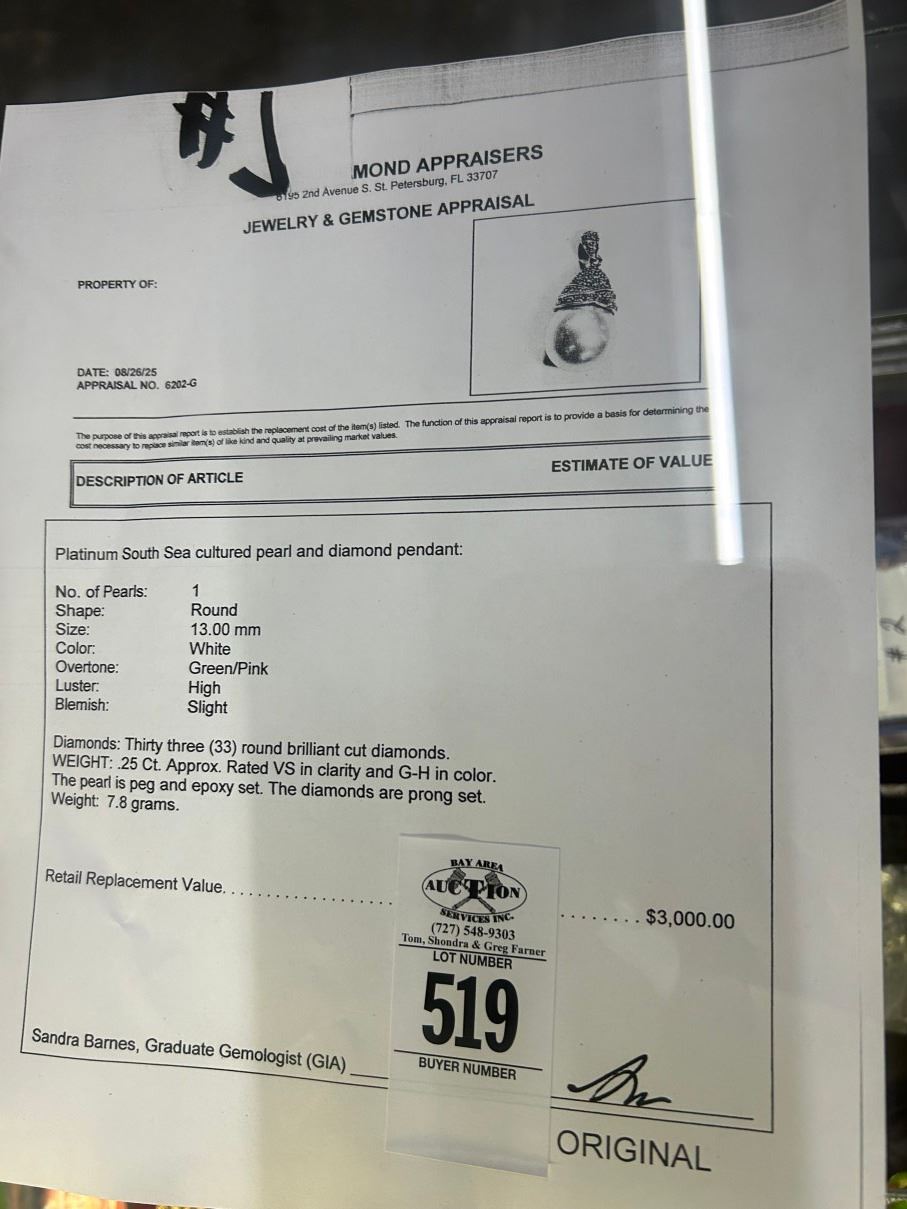 #1
MOND APPRAISERS
6195 2nd Avenue S. St. Petersburg, FL 33707
JEWELRY & GEMSTONE APPRAISAL
PROPERTY OF:
DATE: 08/26/25
APPRAISAL NO. 6202-G
The purpose of this appraisal report is to establish the replacement cost of the item(s) listed. The function of this appraisal report is to provide a basis for determining the
cost necessary to replace similar item(s) of like kind and quality at prevailing market values.
DESCRIPTION OF ARTICLE ESTIMATE OF VALUE
Platinum South Sea cultured pearl and diamond pendant:
No. of Pearls: 1
Shape: Round
Size: 13.00 mm
Color: White
Overtone: Green/Pink
Luster: High
Blemish: Slight
Diamonds: Thirty three (33) round brilliant cut diamonds.
WEIGHT: .25 Ct. Approx. Rated VS in clarity and G-H in color.
The pearl is peg and epoxy set. The diamonds are prong set.
Weight: 7.8 grams.
Retail Replacement Value. . . . . . . . . . . . . . . . . . . . . . . . . $3,000.00
BAY AREA
AUCTION
SERVICES INC.
(727) 548-9303
Tom, Shondra & Greg Farner
LOT NUMBER
519
BUYER NUMBER
Sandra Barnes, Graduate Gemologist (GIA)
ORIGINAL
#2